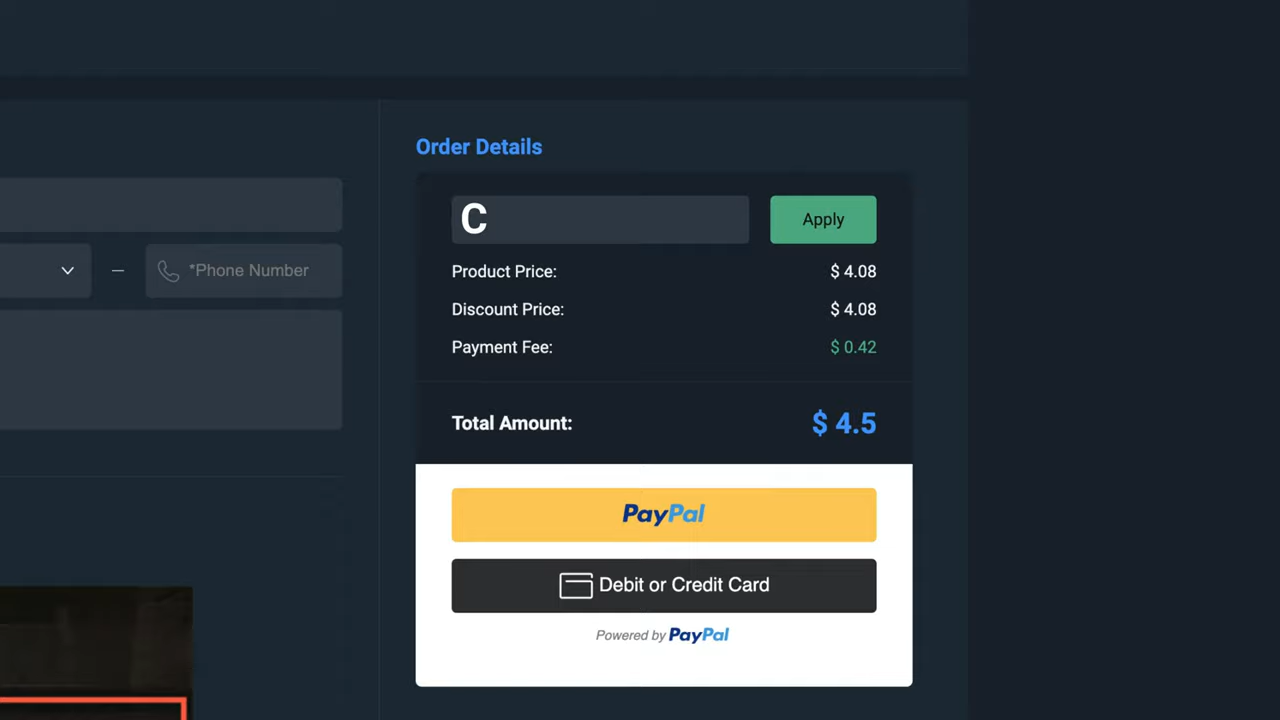 Order Details
C
Apply
*Phone Number
Product Price: $ 4.08
Discount Price: $ 4.08
Payment Fee: $ 0.42
Total Amount: $ 4.5
PayPal
Debit or Credit Card
Powered by PayPal